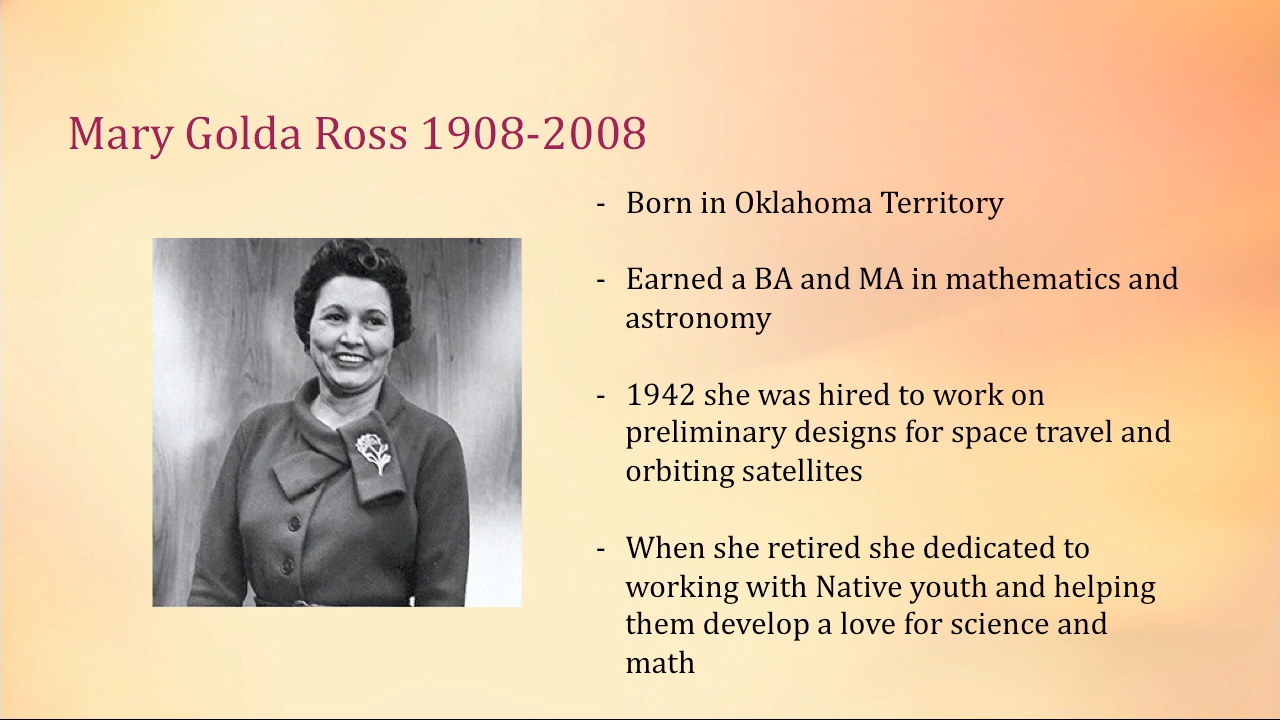 Mary Golda Ross 1908-2008
- Born in Oklahoma Territory
- Earned a BA and MA in mathematics and
astronomy
- 1942 she was hired to work on
preliminary designs for space travel and
orbiting satellites
- When she retired she dedicated to
working with Native youth and helping
them develop a love for science and
math